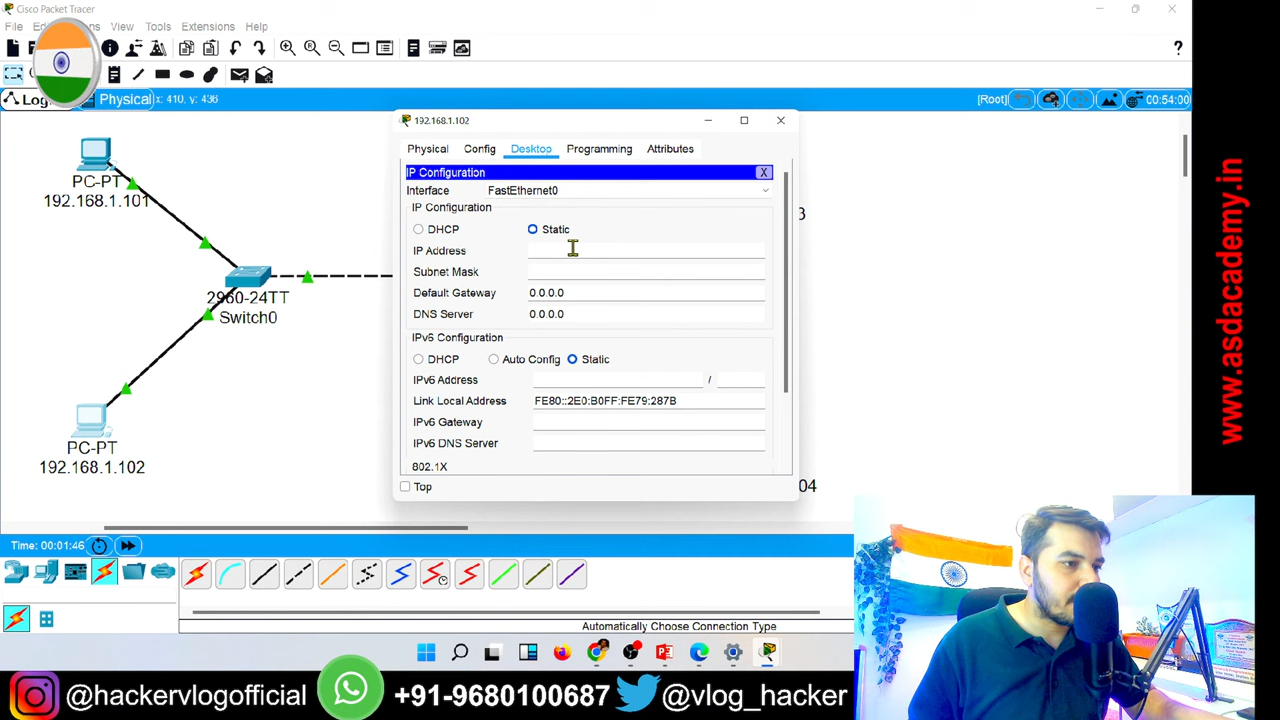 Cisco Packet Tracer
File
View
Tools
Extensions
Help
?
Physical
x: 410, y: 436
[Root]
00:54:00
PC-PT
192.168.1.101
2960-24TT
Switch0
PC-PT
192.168.1.102
192.168.1.102
Physical
Config
Desktop
Programming
Attributes
IP Configuration
X
Interface
FastEthernet0
IP Configuration
DHCP
Static
IP Address
Subnet Mask
Default Gateway
0.0.0.0
DNS Server
0.0.0.0
IPv6 Configuration
DHCP
Auto Config
Static
IPv6 Address
/
Link Local Address
FE80::2E0:B0FF:FE79:287B
IPv6 Gateway
IPv6 DNS Server
802.1X
Top
3
04
Time: 00:01:46
Automatically Choose Connection Type
www.asdacademy.in
@hackervlogofficial
+91-9680100687
@vlog_hacker